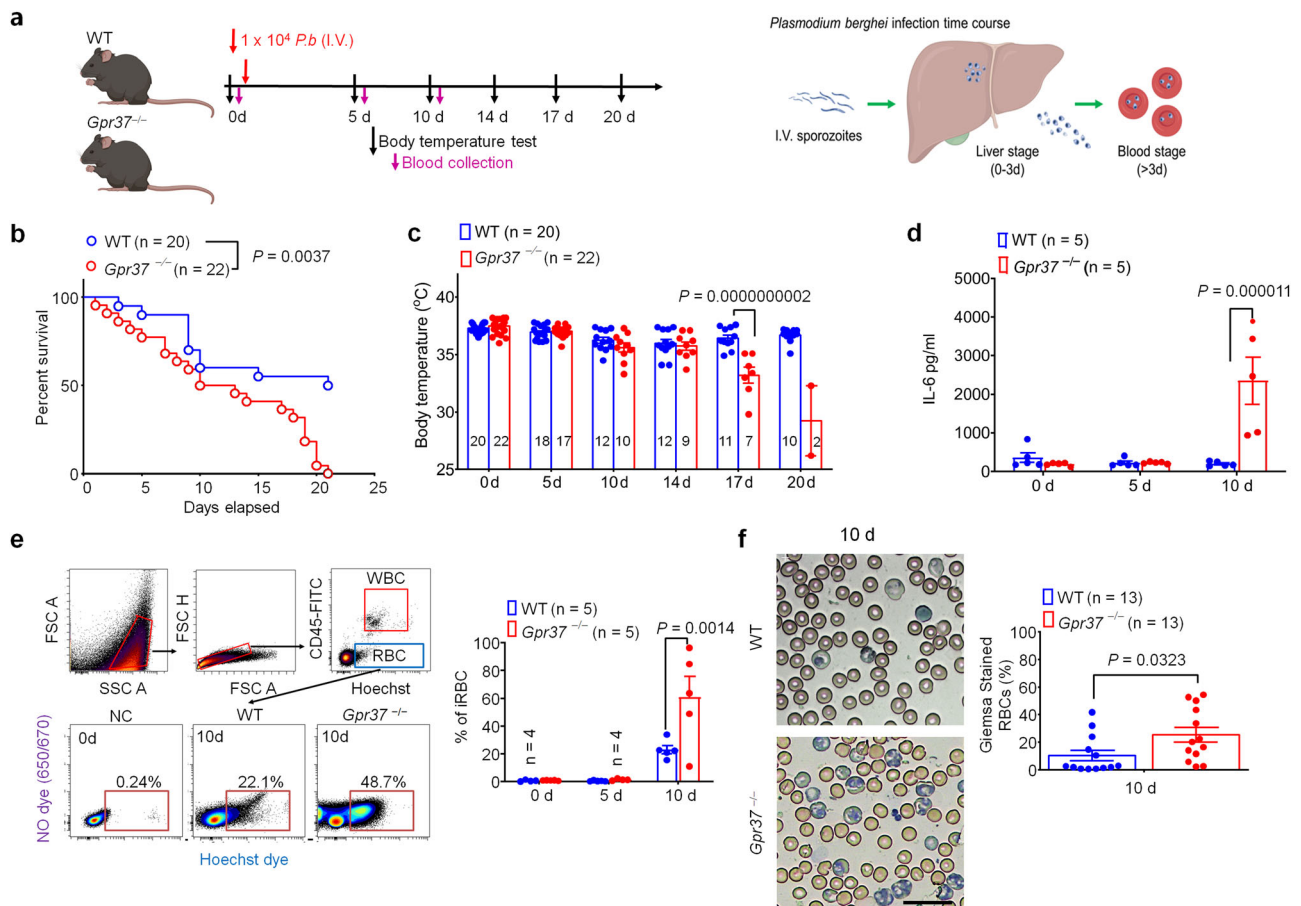 a
WT
Gpr37⁻/⁻
1 x 10⁴ P.b (I.V.)
0d 5 d 10 d 14 d 17 d 20 d
Body temperature test
Blood collection
Plasmodium berghei infection time course
I.V. sporozoites
Liver stage
(0-3d)
Blood stage
(>3d)
b
WT (n = 20)
Gpr37 ⁻/⁻ (n = 22)
P = 0.0037
Percent survival
100
50
0
0 5 10 15 20 25
Days elapsed
c
WT (n = 20)
Gpr37 ⁻/⁻ (n = 22)
P = 0.0000000002
Body temperature (°C)
40
35
30
25
20 22 18 17 12 10 12 9 11 7 10 2
0d 5d 10d 14d 17d 20d
d
WT (n = 5)
Gpr37 ⁻/⁻ (n = 5)
P = 0.000011
IL-6 pg/ml
5000
4000
3000
2000
1000
0
0 d 5 d 10 d
e
FSC A
SSC A
FSC H
FSC A
CD45-FITC
WBC
RBC
Hoechst
NC
WT
Gpr37 ⁻/⁻
NO dye (650/670)
0d
0.24%
10d
22.1%
10d
48.7%
Hoechst dye
WT (n = 5)
Gpr37 ⁻/⁻ (n = 5)
P = 0.0014
% of iRBC
100
80
60
40
20
0
n = 4
n = 4
0 d 5 d 10 d
f
10 d
WT
Gpr37 ⁻/⁻
WT (n = 13)
Gpr37 ⁻/⁻ (n = 13)
P = 0.0323
Giemsa Stained
RBCs (%)
100
80
60
40
20
0
10 d